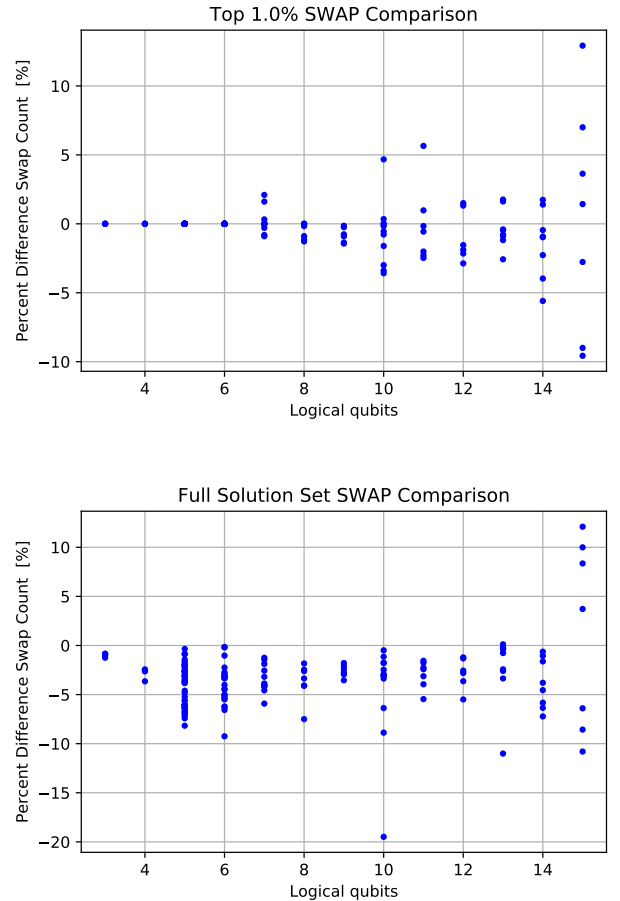 Top 1.0% SWAP Comparison
Percent Difference Swap Count [%]
10
5
0
−5
−10
4 6 8 10 12 14
Logical qubits
Full Solution Set SWAP Comparison
Percent Difference Swap Count [%]
10
5
0
−5
−10
−15
−20
4 6 8 10 12 14
Logical qubits